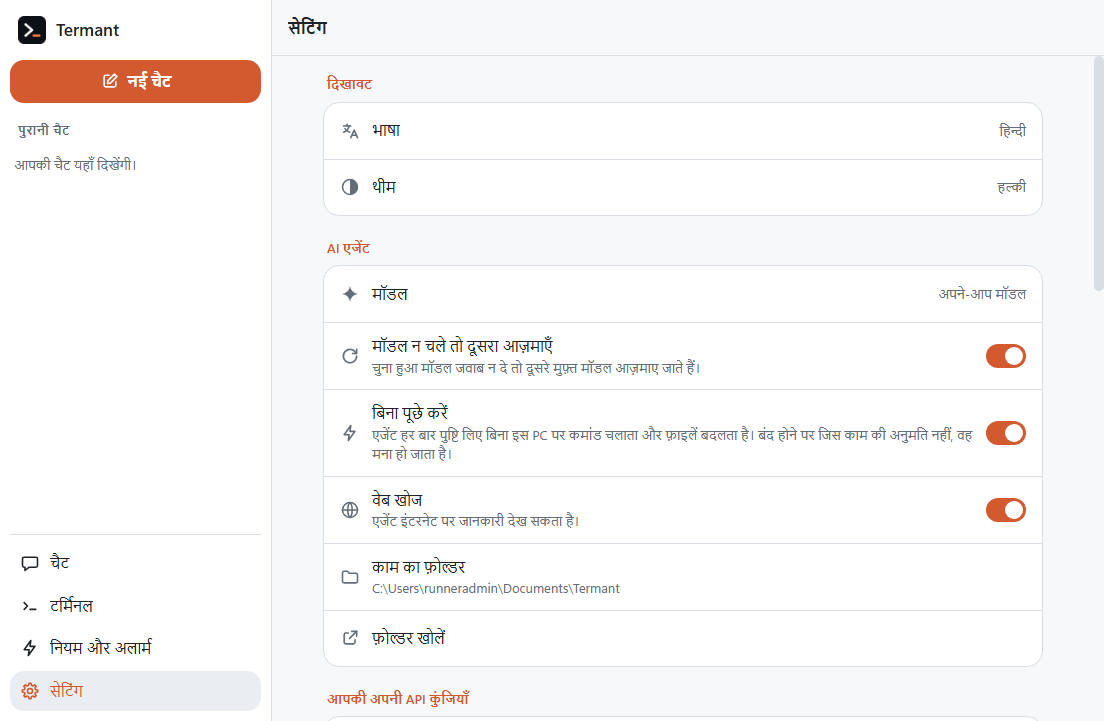 Termant
नई चैट
पुरानी चैट
आपकी चैट यहाँ दिखेंगी।
चैट
टर्मिनल
नियम और अलार्म
सेटिंग
सेटिंग
दिखावट
भाषा
हिन्दी
थीम
हल्की
AI एजेंट
मॉडल
अपने-आप मॉडल
मॉडल न चले तो दूसरा आज़माएँ
चुना हुआ मॉडल जवाब न दे तो दूसरे मुफ़्त मॉडल आज़माए जाते हैं।
बिना पूछे करें
एजेंट हर बार पुष्टि लिए बिना इस PC पर कमांड चलाता और फ़ाइलें बदलता है। बंद होने पर जिस काम की अनुमति नहीं, वह
मना हो जाता है।
वेब खोज
एजेंट इंटरनेट पर जानकारी देख सकता है।
काम का फ़ोल्डर
C:\Users\runneradmin\Documents\Termant
फ़ोल्डर खोलें
आपकी अपनी API कुंजियाँ